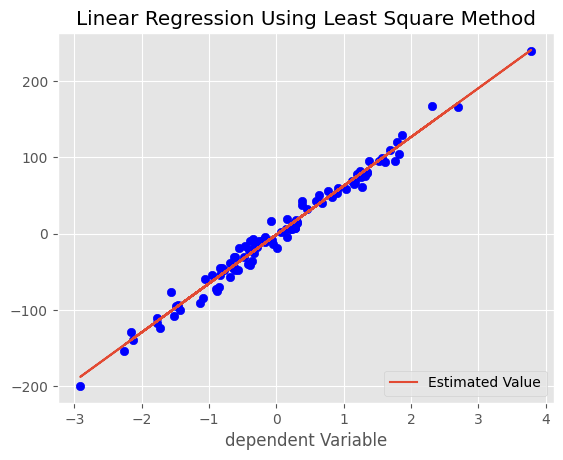 Linear Regression Using Least Square Method
200
100
0
−100
−200
Estimated Value
−3 −2 −1 0 1 2 3 4
dependent Variable